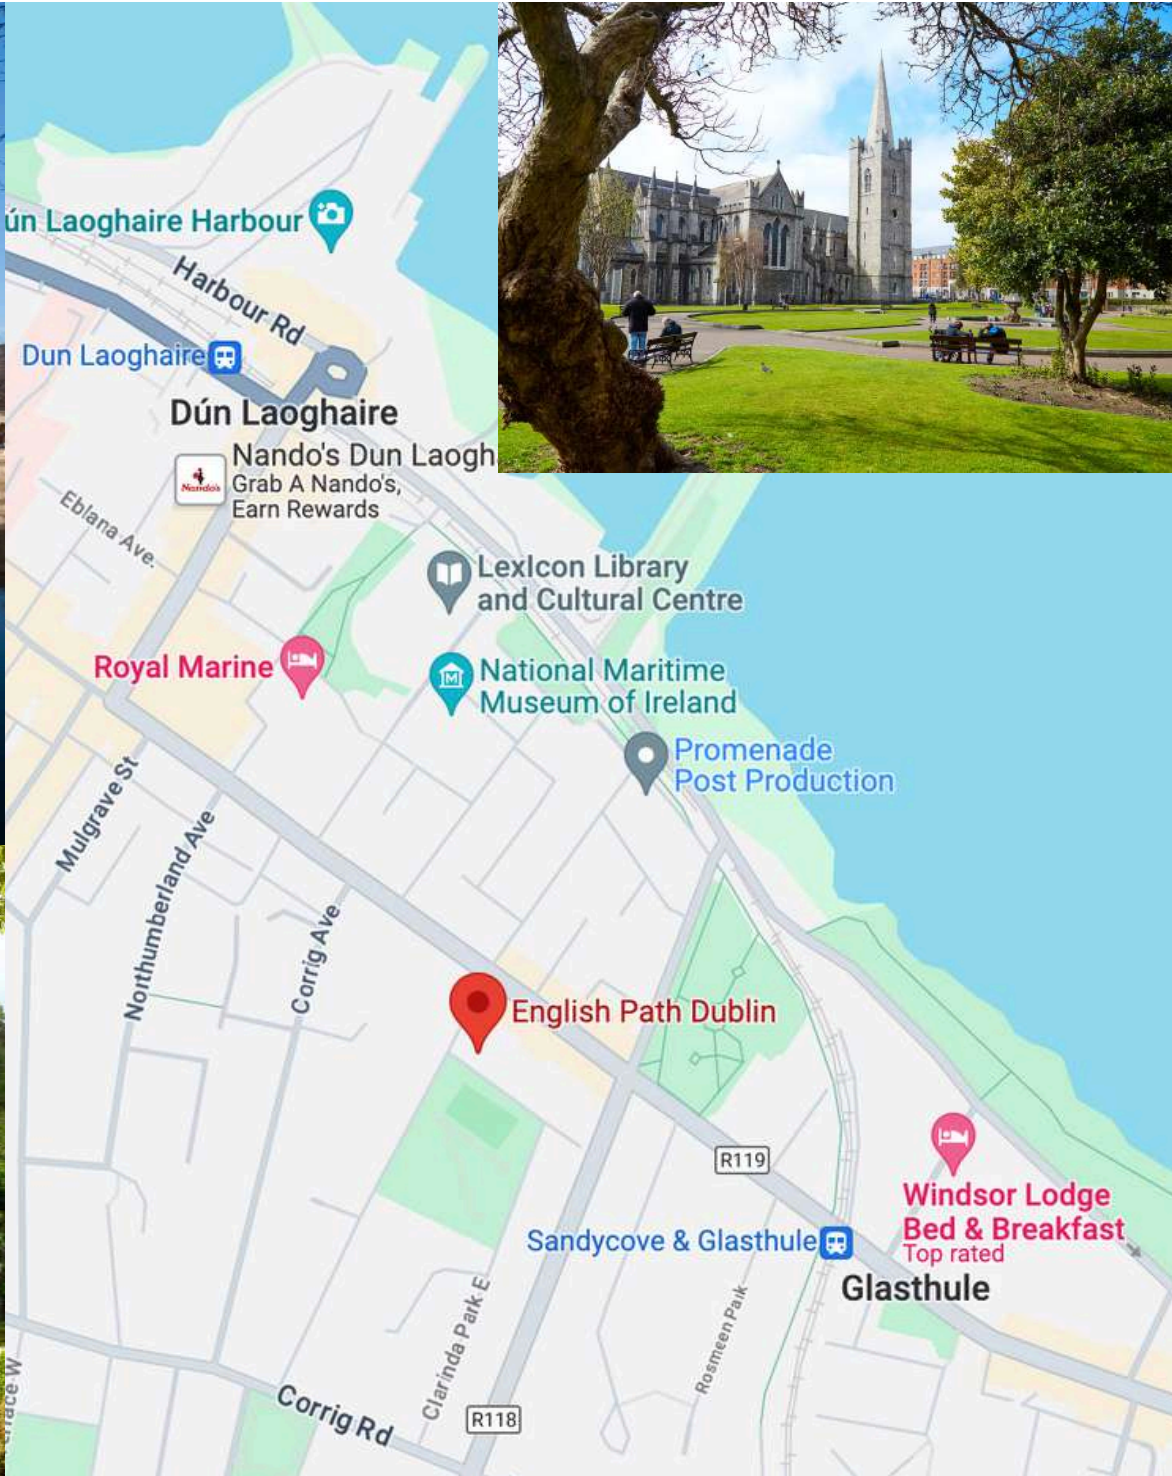 ún Laoghaire Harbour
Harbour Rd
Dun Laoghaire
Dún Laoghaire
Nando's
Nando's Dun Laogh
Grab A Nando's,
Earn Rewards
Eblana Ave.
LexIcon Library
and Cultural Centre
Royal Marine
National Maritime
Museum of Ireland
Promenade
Post Production
Mulgrave St
Northumberland Ave
Corrig Ave
English Path Dublin
R119
Windsor Lodge
Bed & Breakfast
Top rated
Sandycove & Glasthule
Glasthule
Clarinda Park E
Rosmeen Park
Corrig Rd
R118